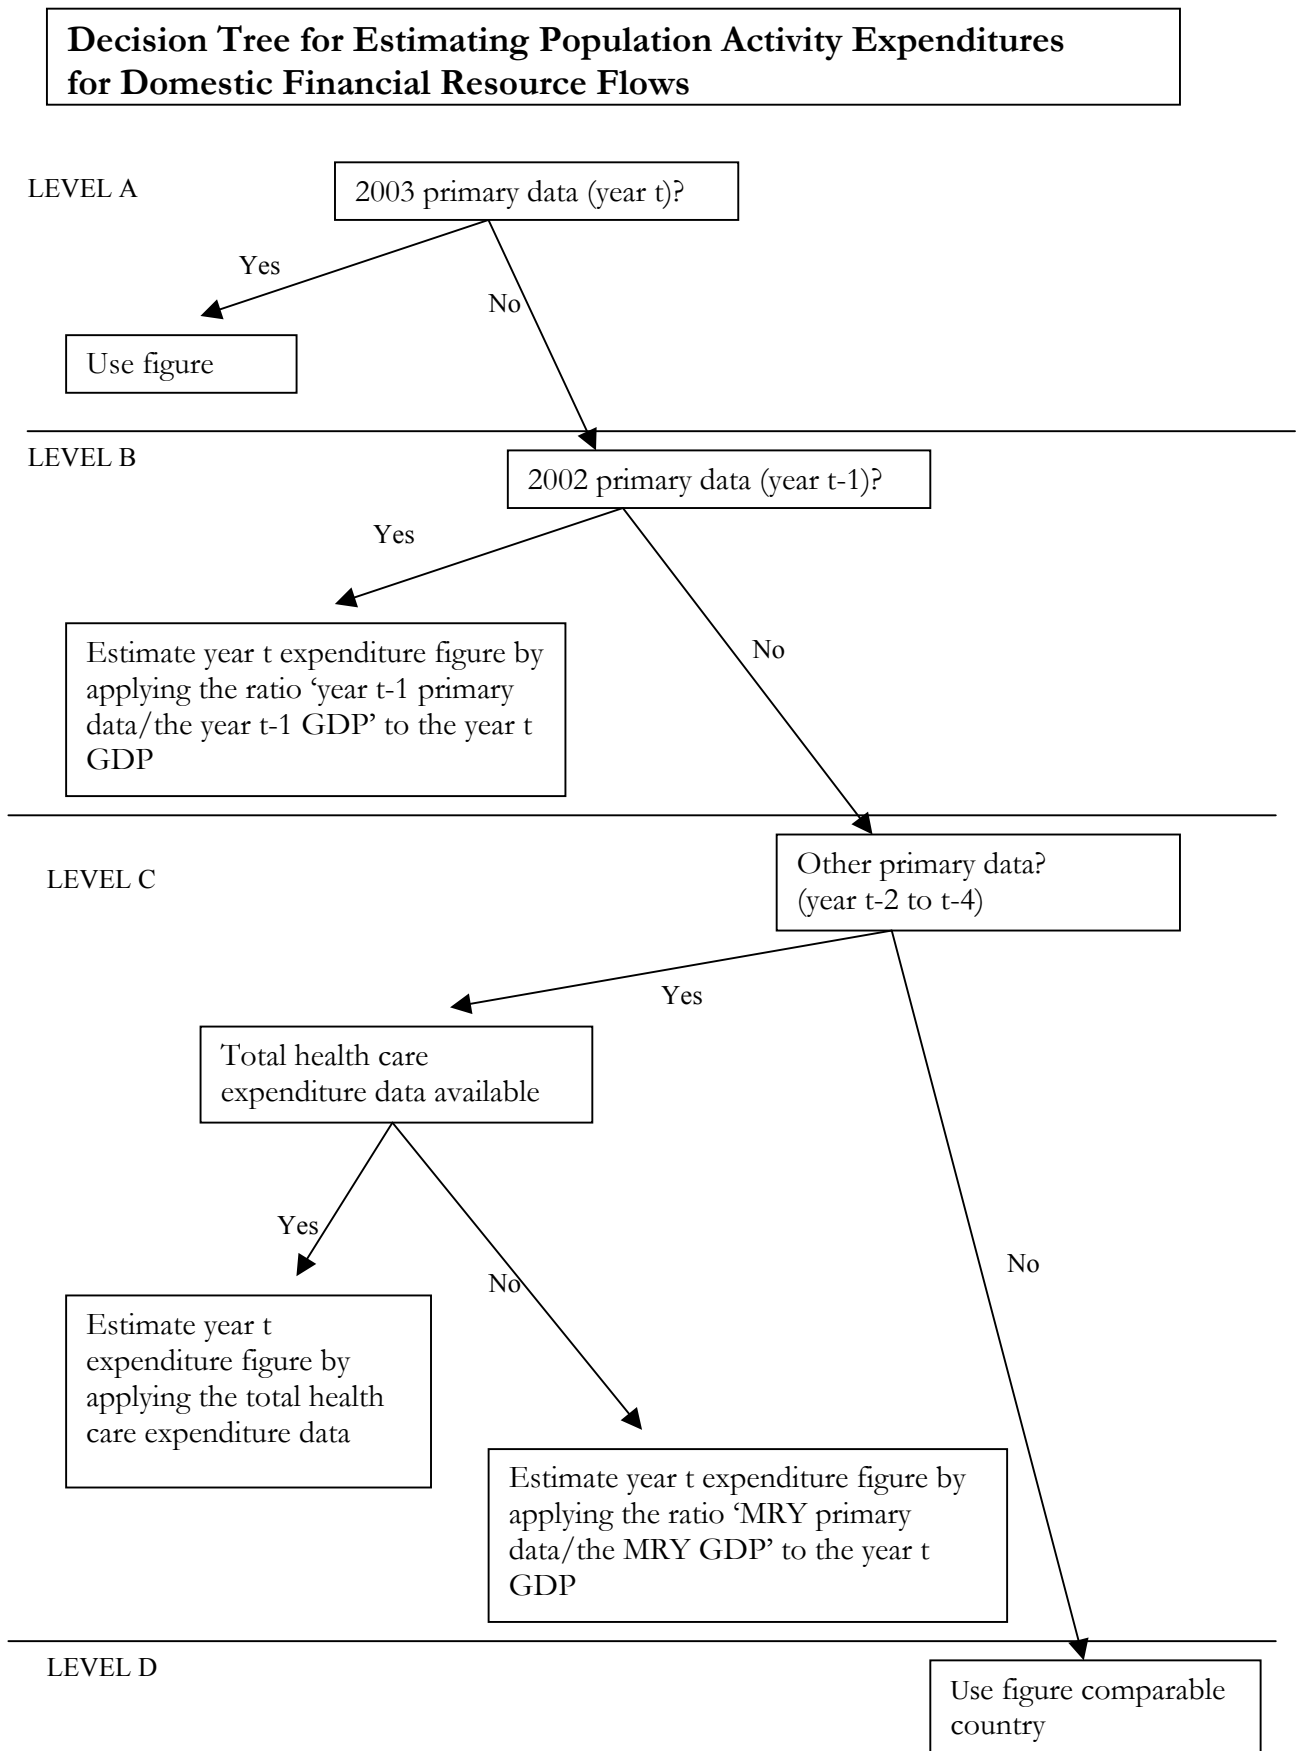 Decision Tree for Estimating Population Activity Expenditures
for Domestic Financial Resource Flows
LEVEL A
2003 primary data (year t)?
Yes
No
Use figure
LEVEL B
2002 primary data (year t-1)?
Yes
No
Estimate year t expenditure figure by
applying the ratio ‘year t-1 primary
data/the year t-1 GDP’ to the year t
GDP
LEVEL C
Other primary data?
(year t-2 to t-4)
Yes
Total health care
expenditure data available
Yes
No
No
Estimate year t
expenditure figure by
applying the total health
care expenditure data
Estimate year t expenditure figure by
applying the ratio ‘MRY primary
data/the MRY GDP’ to the year t
GDP
LEVEL D
Use figure comparable
country